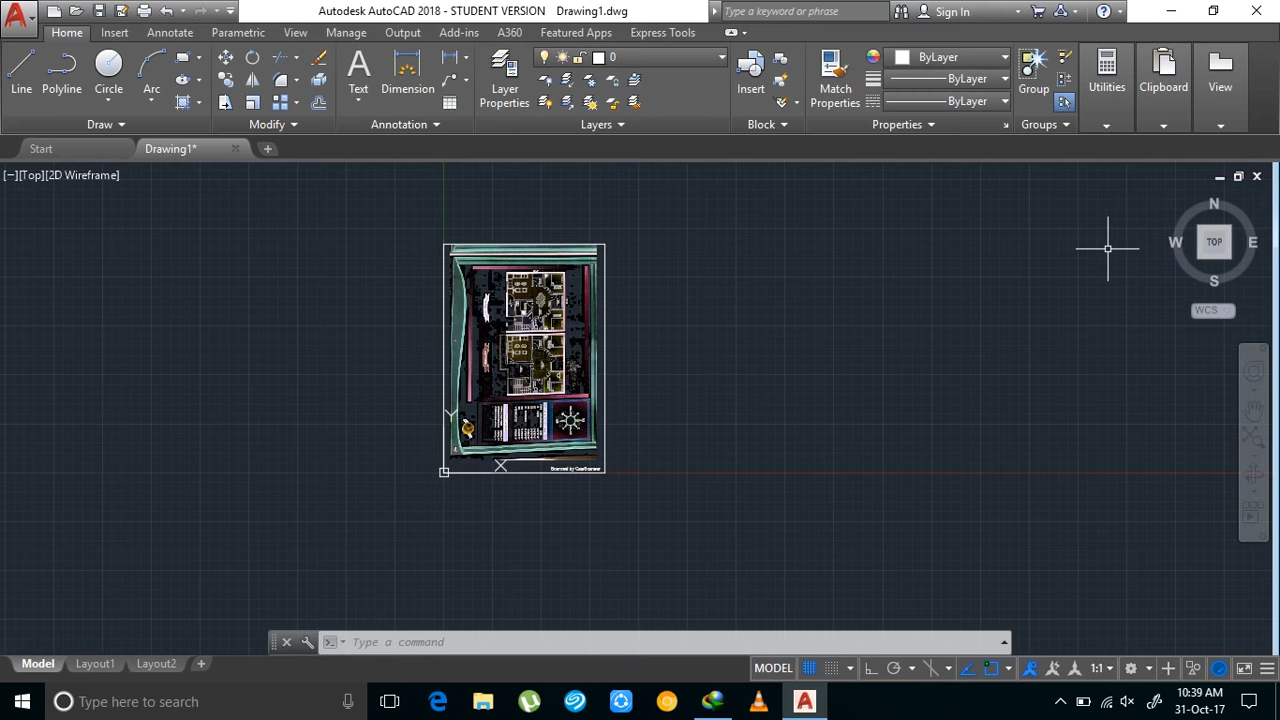 Autodesk AutoCAD 2018 - STUDENT VERSION Drawing1.dwg
Type a keyword or phrase
Sign In
Home Insert Annotate Parametric View Manage Output Add-ins A360 Featured Apps Express Tools
0
ByLayer
ByLayer
ByLayer
Line Polyline Circle Arc
Text Dimension
Layer Properties
Insert
Match Properties
Group
Utilities
Clipboard
View
Draw Modify Annotation Layers Block Properties Groups
Start Drawing1*
[−][Top][2D Wireframe]
N
W TOP E
S
WCS
Y
X
Scanned by CamScanner
Type a command
Model Layout1 Layout2
MODEL 1:1
Type here to search
10:39 AM
31-Oct-17